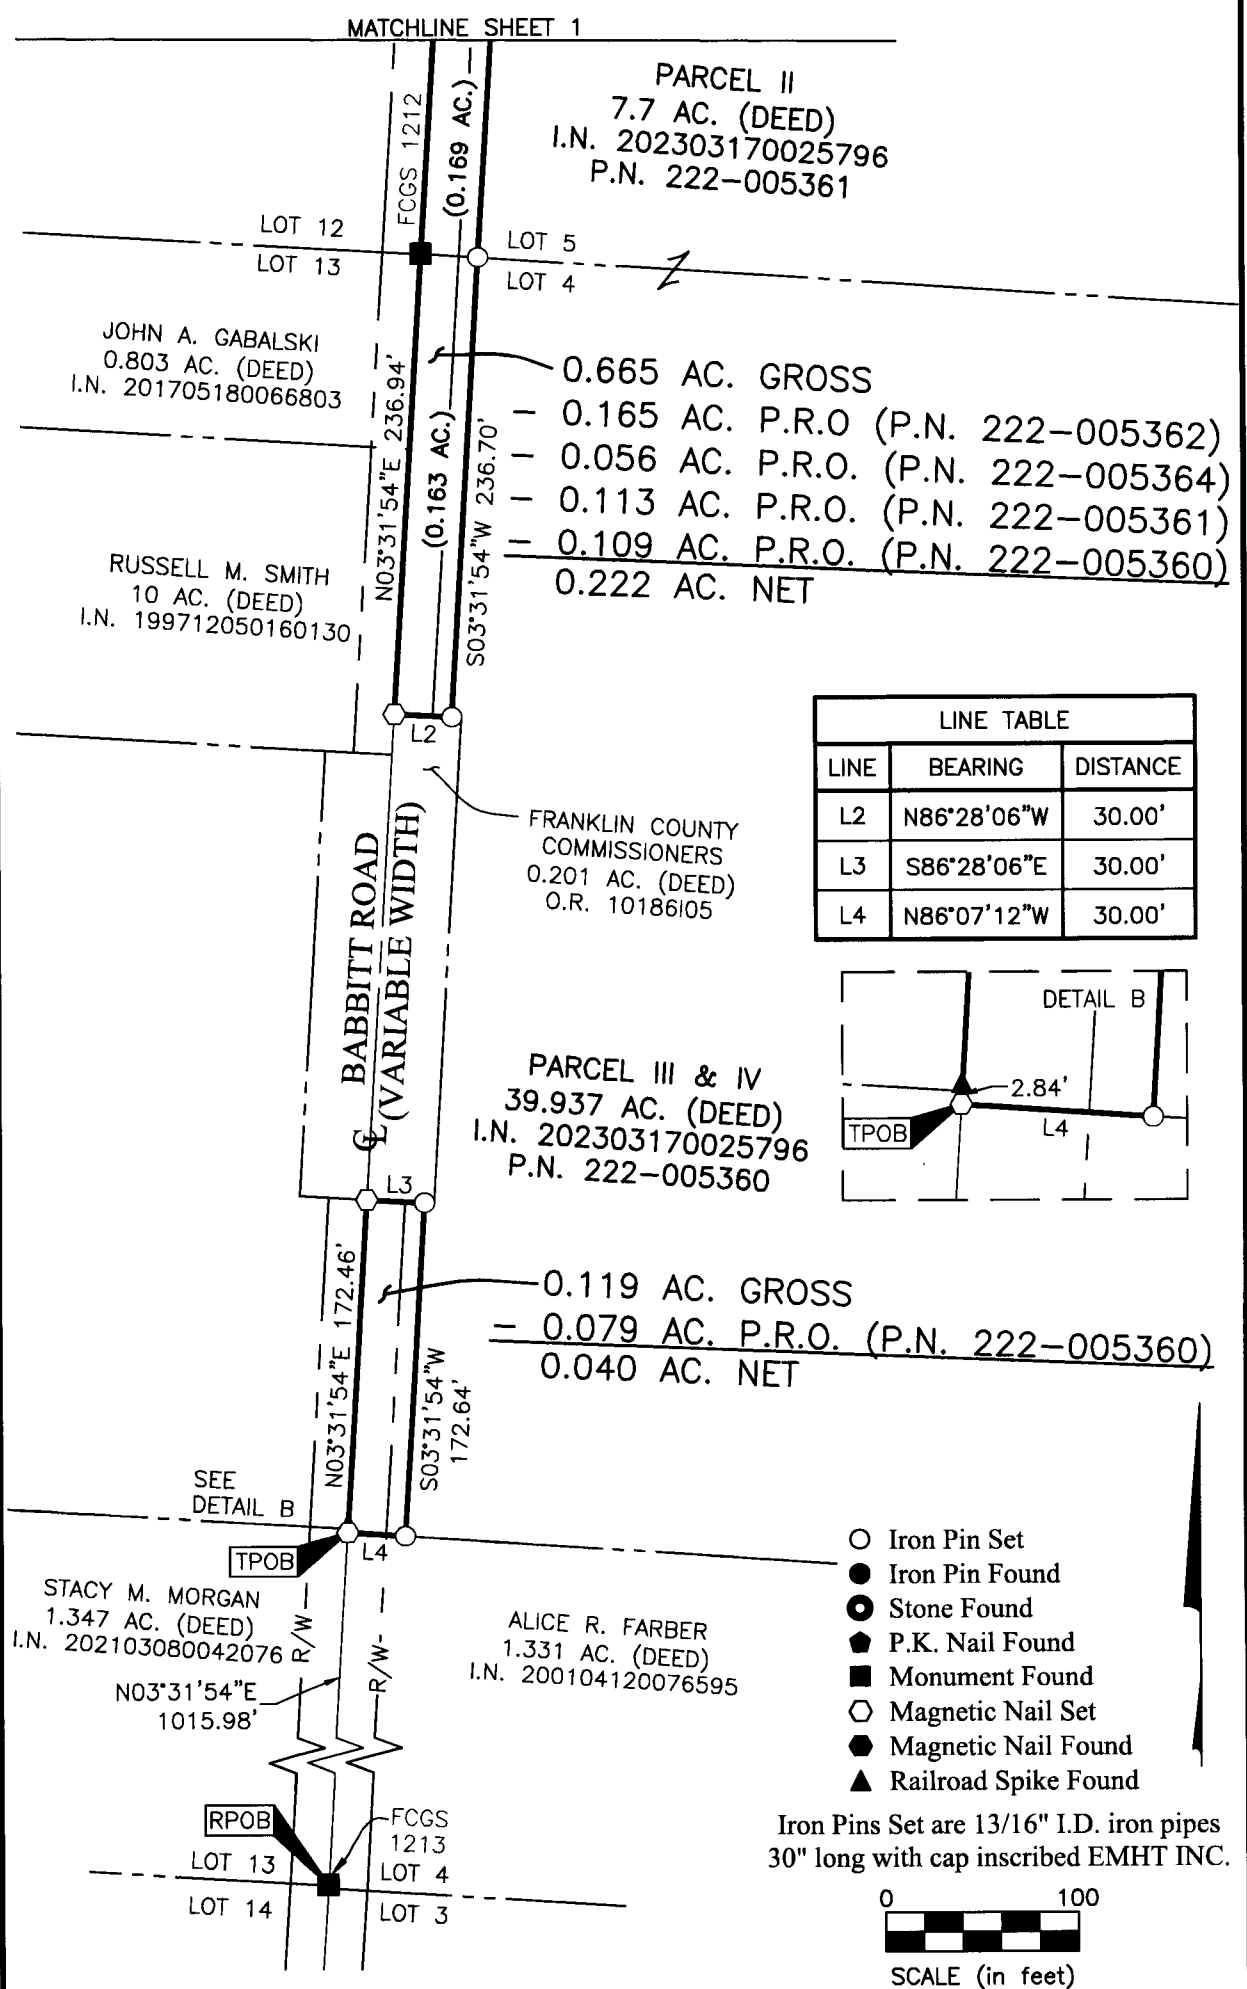 MATCHLINE SHEET 1
PARCEL II
7.7 AC. (DEED)
I.N. 202303170025796
P.N. 222-005361
FCGS 1212
(0.169 AC.)
LOT 12
LOT 13
LOT 5
LOT 4
JOHN A. GABALSKI
0.803 AC. (DEED)
I.N. 201705180066803
N03°31'54"E 236.94'
(0.163 AC.)
S03°31'54"W 236.70'
0.665 AC. GROSS
- 0.165 AC. P.R.O (P.N. 222-005362)
- 0.056 AC. P.R.O. (P.N. 222-005364)
- 0.113 AC. P.R.O. (P.N. 222-005361)
- 0.109 AC. P.R.O. (P.N. 222-005360)
0.222 AC. NET
RUSSELL M. SMITH
10 AC. (DEED)
I.N. 199712050160130
L2
LINE TABLE
LINE BEARING DISTANCE
L2 N86°28'06"W 30.00'
L3 S86°28'06"E 30.00'
L4 N86°07'12"W 30.00'
FRANKLIN COUNTY
COMMISSIONERS
0.201 AC. (DEED)
O.R. 10186I05
BABBITT ROAD
(VARIABLE WIDTH)
CL
DETAIL B
2.84'
TPOB
L4
PARCEL III & IV
39.937 AC. (DEED)
I.N. 202303170025796
P.N. 222-005360
L3
N03°31'54"E 172.46'
S03°31'54"W
172.64'
0.119 AC. GROSS
- 0.079 AC. P.R.O. (P.N. 222-005360)
0.040 AC. NET
SEE
DETAIL B
TPOB
L4
STACY M. MORGAN
1.347 AC. (DEED)
I.N. 202103080042076
R/W
R/W
ALICE R. FARBER
1.331 AC. (DEED)
I.N. 200104120076595
N03°31'54"E
1015.98'
RPOB
FCGS
1213
LOT 13
LOT 14
LOT 4
LOT 3
Iron Pin Set
Iron Pin Found
Stone Found
P.K. Nail Found
Monument Found
Magnetic Nail Set
Magnetic Nail Found
Railroad Spike Found
Iron Pins Set are 13/16" I.D. iron pipes
30" long with cap inscribed EMHT INC.
0 100
SCALE (in feet)